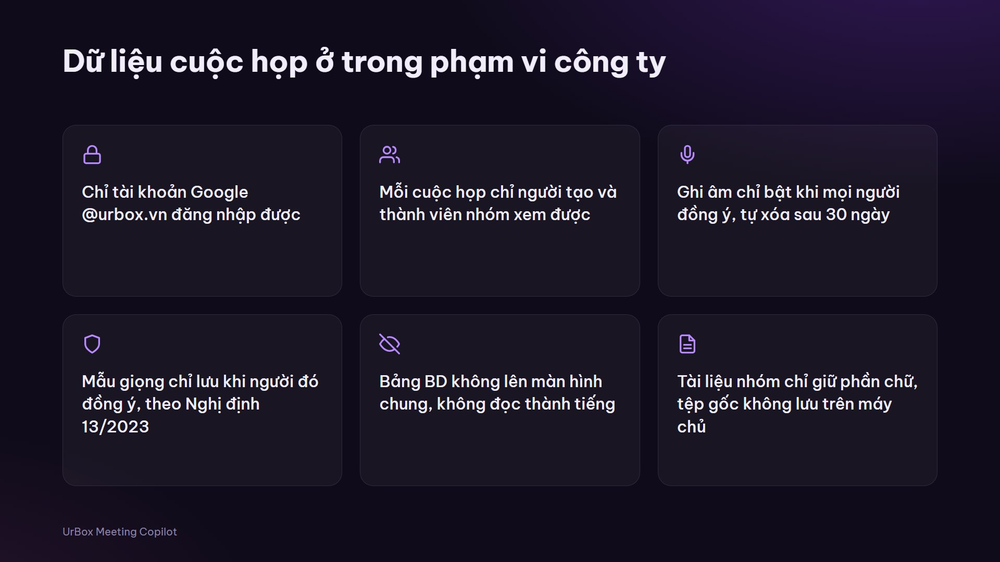 Dữ liệu cuộc họp ở trong phạm vi công ty
Chỉ tài khoản Google
@urbox.vn đăng nhập được
Mỗi cuộc họp chỉ người tạo và
thành viên nhóm xem được
Ghi âm chỉ bật khi mọi người
đồng ý, tự xóa sau 30 ngày
Mẫu giọng chỉ lưu khi người đó
đồng ý, theo Nghị định
13/2023
Bảng BD không lên màn hình
chung, không đọc thành tiếng
Tài liệu nhóm chỉ giữ phần chữ,
tệp gốc không lưu trên máy
chủ
UrBox Meeting Copilot